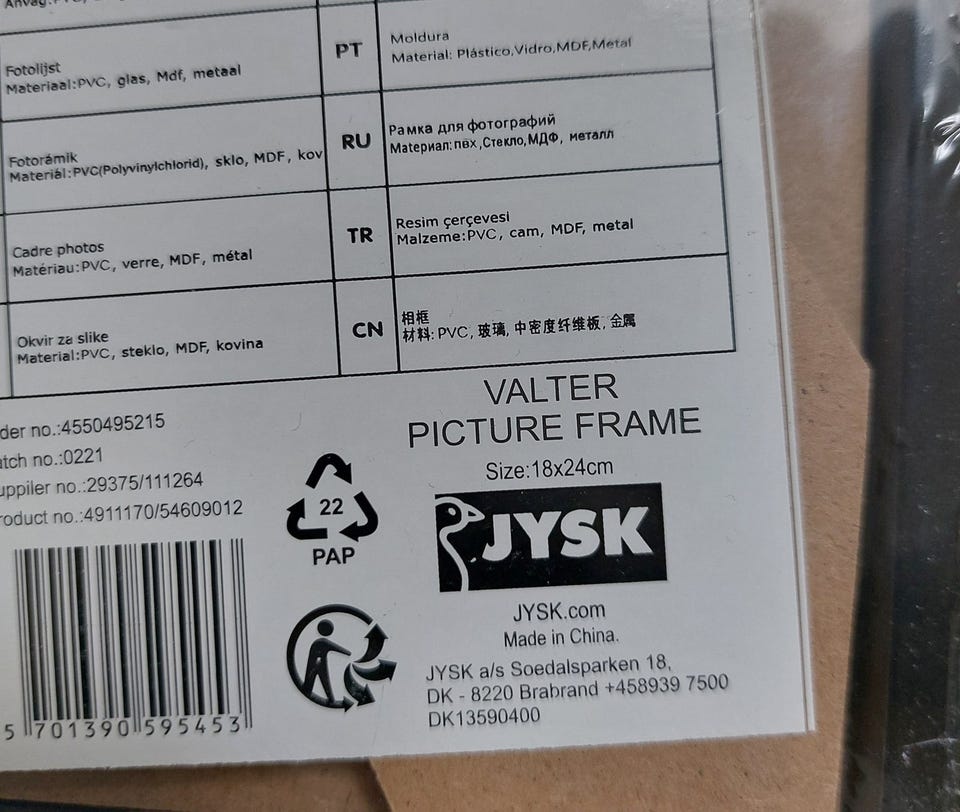 Fotolijst
Materiaal:PVC, glas, Mdf, metaal
PT
Moldura
Material: Plástico,Vidro,MDF,Metal
Fotorámik
Materiál:PVC(Polyvinylchlorid), sklo, MDF, kov
RU
Рамка для фотографий
Материал:пвх,Стекло,МДФ, металл
Cadre photos
Matériau:PVC, verre, MDF, métal
TR
Resim çerçevesi
Malzeme:PVC, cam, MDF, metal
Okvir za slike
Material:PVC, steklo, MDF, kovina
CN
相框
材料: PVC, 玻璃, 中密度纤维板, 金属
der no.:4550495215
atch no.:0221
uppiler no.:29375/111264
roduct no.:4911170/54609012
5 701390 595453
22
PAP
VALTER
PICTURE FRAME
Size:18x24cm
JYSK
JYSK.com
Made in China.
JYSK a/s Soedalsparken 18,
DK - 8220 Brabrand +458939 7500
DK13590400